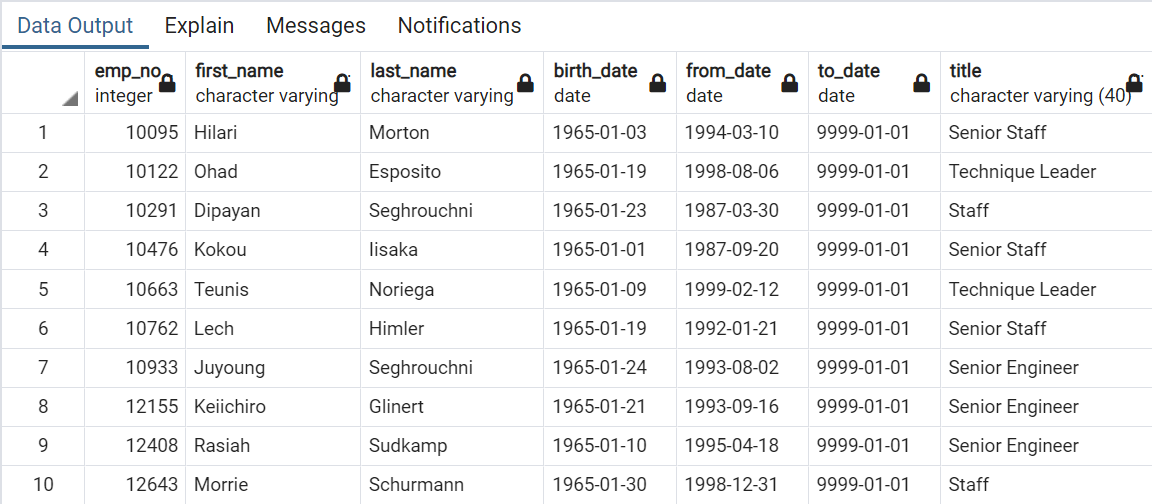 Data Output Explain Messages Notifications
emp_no first_name last_name birth_date from_date to_date title
integer character varying character varying date date date character varying (40)
1 10095 Hilari Morton 1965-01-03 1994-03-10 9999-01-01 Senior Staff
2 10122 Ohad Esposito 1965-01-19 1998-08-06 9999-01-01 Technique Leader
3 10291 Dipayan Seghrouchni 1965-01-23 1987-03-30 9999-01-01 Staff
4 10476 Kokou Iisaka 1965-01-01 1987-09-20 9999-01-01 Senior Staff
5 10663 Teunis Noriega 1965-01-09 1999-02-12 9999-01-01 Technique Leader
6 10762 Lech Himler 1965-01-19 1992-01-21 9999-01-01 Senior Staff
7 10933 Juyoung Seghrouchni 1965-01-24 1993-08-02 9999-01-01 Senior Engineer
8 12155 Keiichiro Glinert 1965-01-21 1993-09-16 9999-01-01 Senior Engineer
9 12408 Rasiah Sudkamp 1965-01-10 1995-04-18 9999-01-01 Senior Engineer
10 12643 Morrie Schurmann 1965-01-30 1998-12-31 9999-01-01 Staff